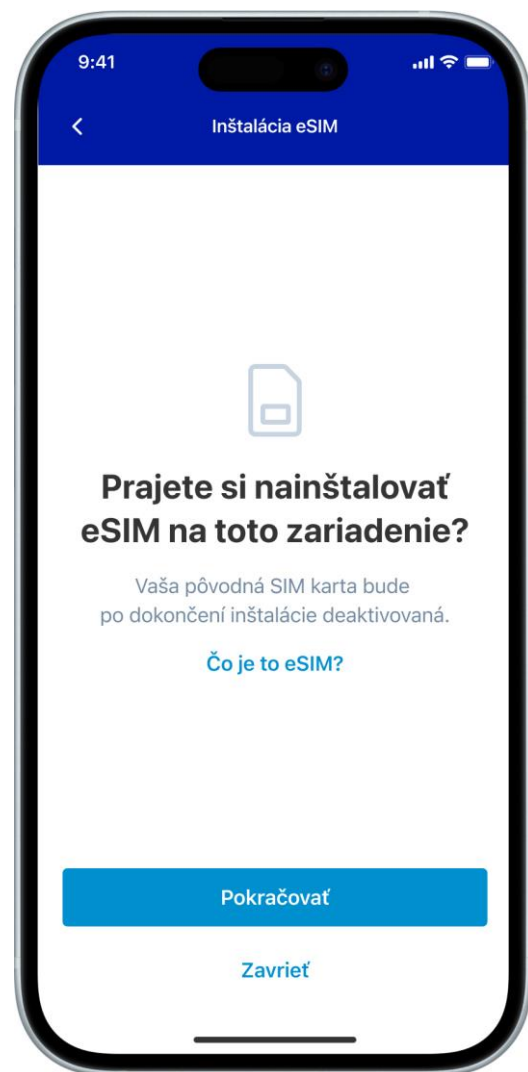 9:41
Inštalácia eSIM
Prajete si nainštalovať
eSIM na toto zariadenie?
Vaša pôvodná SIM karta bude
po dokončení inštalácie deaktivovaná.
Čo je to eSIM?
Pokračovať
Zavrieť